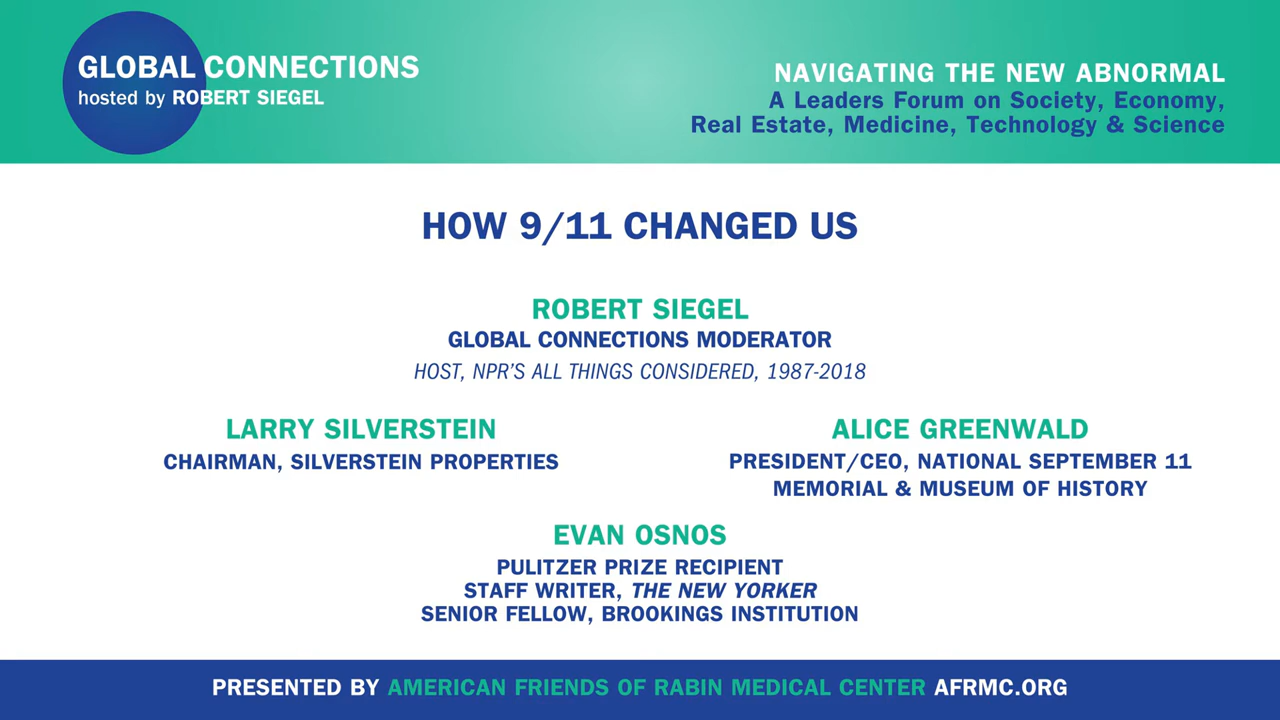 GLOBAL CONNECTIONS
hosted by ROBERT SIEGEL
NAVIGATING THE NEW ABNORMAL
A Leaders Forum on Society, Economy,
Real Estate, Medicine, Technology & Science
HOW 9/11 CHANGED US
ROBERT SIEGEL
GLOBAL CONNECTIONS MODERATOR
HOST, NPR'S ALL THINGS CONSIDERED, 1987-2018
LARRY SILVERSTEIN
CHAIRMAN, SILVERSTEIN PROPERTIES
ALICE GREENWALD
PRESIDENT/CEO, NATIONAL SEPTEMBER 11
MEMORIAL & MUSEUM OF HISTORY
EVAN OSNOS
PULITZER PRIZE RECIPIENT
STAFF WRITER, THE NEW YORKER
SENIOR FELLOW, BROOKINGS INSTITUTION
PRESENTED BY AMERICAN FRIENDS OF RABIN MEDICAL CENTER AFRMC.ORG